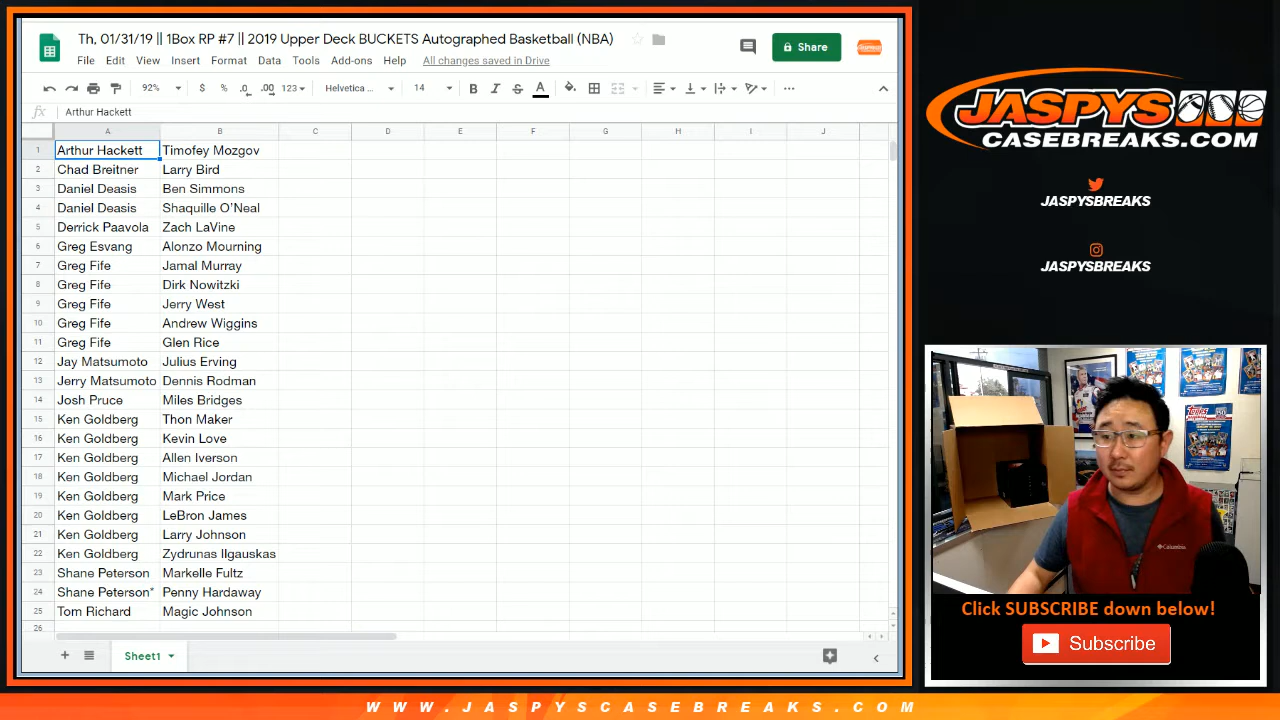 Th, 01/31/19 || 1Box RP #7 || 2019 Upper Deck BUCKETS Autographed Basketball (NBA)
Share
File Edit View Insert Format Data Tools Add-ons Help All changes saved in Drive
92% $ % .0 .00 123 Helvetica ... 14 B I S A
fx Arthur Hackett
A B C D E F G H I J
1 Arthur Hackett Timofey Mozgov
2 Chad Breitner Larry Bird
3 Daniel Deasis Ben Simmons
4 Daniel Deasis Shaquille O'Neal
5 Derrick Paavola Zach LaVine
6 Greg Esvang Alonzo Mourning
7 Greg Fife Jamal Murray
8 Greg Fife Dirk Nowitzki
9 Greg Fife Jerry West
10 Greg Fife Andrew Wiggins
11 Greg Fife Glen Rice
12 Jay Matsumoto Julius Erving
13 Jerry Matsumoto Dennis Rodman
14 Josh Pruce Miles Bridges
15 Ken Goldberg Thon Maker
16 Ken Goldberg Kevin Love
17 Ken Goldberg Allen Iverson
18 Ken Goldberg Michael Jordan
19 Ken Goldberg Mark Price
20 Ken Goldberg LeBron James
21 Ken Goldberg Larry Johnson
22 Ken Goldberg Zydrunas Ilgauskas
23 Shane Peterson Markelle Fultz
24 Shane Peterson* Penny Hardaway
25 Tom Richard Magic Johnson
26
Sheet1
JASPYS
CASEBREAKS.COM
JASPYSBREAKS
JASPYSBREAKS
Topps
Columbia
Click SUBSCRIBE down below!
Subscribe
WWW.JASPYSCASEBREAKS.COM